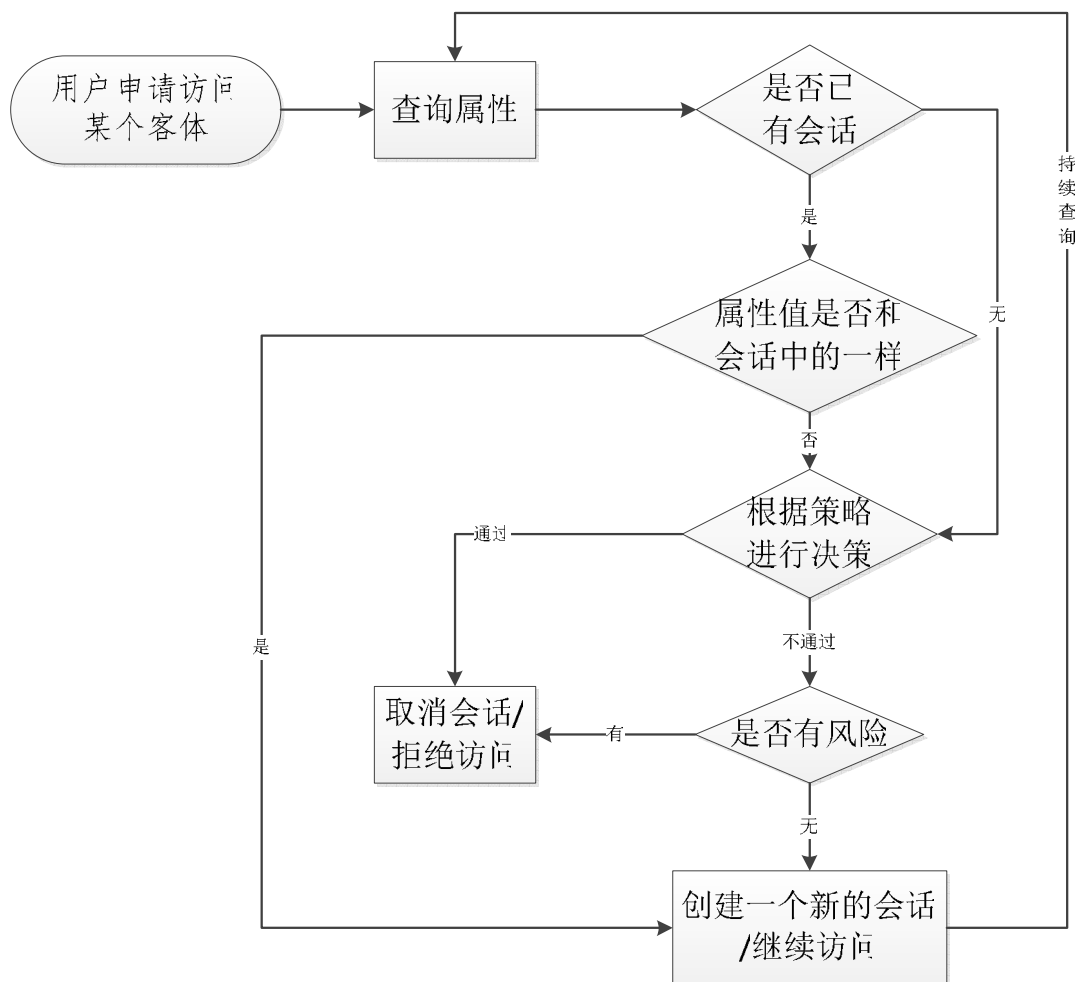 用户申请访问
某个客体
查询属性
是否已
有会话
持
续
查
询
是
无
属性值是否和
会话中的一样
否
根据策略
进行决策
通过
是
不通过
取消会话/
拒绝访问
有
是否有风险
无
创建一个新的会话
/继续访问